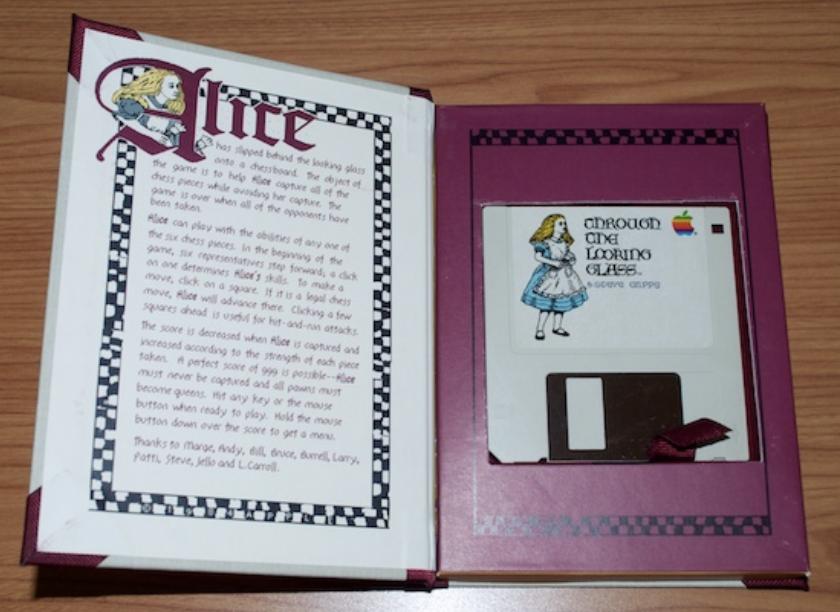 Alice
has slipped behind the looking glass
onto a chessboard. The object of
the game is to help Alice capture all of the
chess pieces while avoiding her capture. The
game is over when all of the opponents have
been taken.
Alice can play with the abilities of any one of
the six chess pieces. In the beginning of the
game, six representatives step forward, a click
on one determines Alice's skills. To make a
move, click on a square. If it is a legal chess
move, Alice will advance there. Clicking a few
squares ahead is useful for hit-and-run attacks.
The score is decreased when Alice is captured and
increased according to the strength of each piece
taken. A perfect score of 999 is possible--Alice
must never be captured and all pawns must
become queens. Hit any key or the mouse
button when ready to play. Hold the mouse
button down over the score to get a menu.
Thanks to Marge, Andy, Bill, Bruce, Burrell, Larry,
Patti, Steve, Jello and L.Carroll.
© 1984 APPLE
THROUGH
THE
LOOKING
GLASS™
by STEVE CAPPS